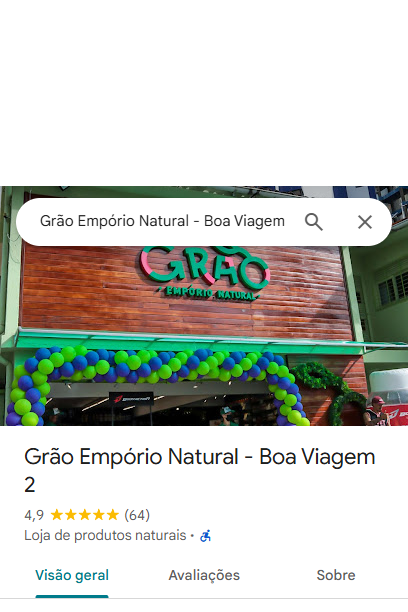 Grão Empório Natural - Boa Viagem
GRÃO
EMPÓRIO NATURAL
Grão Empório Natural - Boa Viagem
2
4,9 (64)
Loja de produtos naturais ·
Visão geral Avaliações Sobre